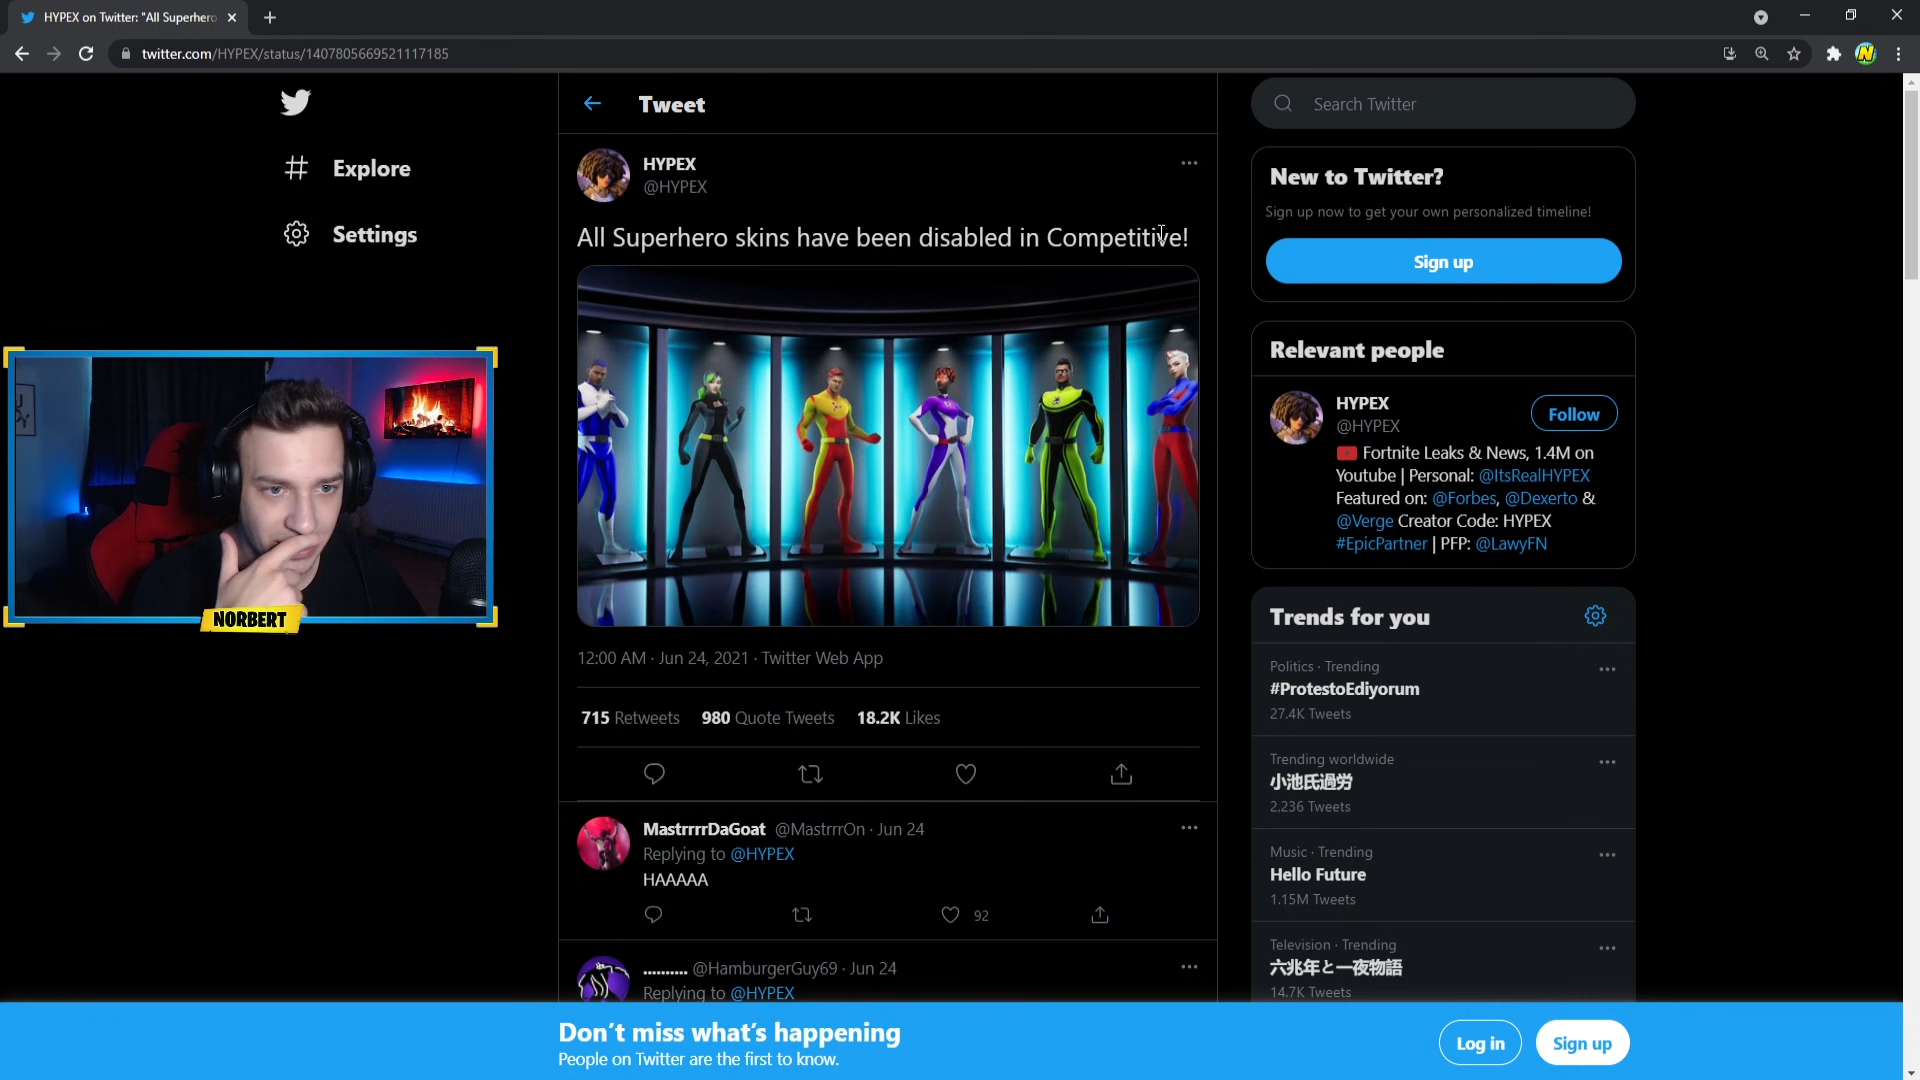 HYPEX on Twitter: "All Superhero
twitter.com/HYPEX/status/1407805669521117185
Explore
Settings
NORBERT
Tweet
HYPEX
@HYPEX
All Superhero skins have been disabled in Competitive!
12:00 AM · Jun 24, 2021 · Twitter Web App
715 Retweets 980 Quote Tweets 18.2K Likes
MastrrrrDaGoat @MastrrrOn · Jun 24
Replying to @HYPEX
HAAAAA
92
.......... @HamburgerGuy69 · Jun 24
Replying to @HYPEX
Search Twitter
New to Twitter?
Sign up now to get your own personalized timeline!
Sign up
Relevant people
HYPEX
@HYPEX
Follow
Fortnite Leaks & News, 1.4M on
Youtube | Personal: @ItsRealHYPEX
Featured on: @Forbes, @Dexerto &
@Verge Creator Code: HYPEX
#EpicPartner | PFP: @LawyFN
Trends for you
Politics · Trending
#ProtestoEdiyorum
27.4K Tweets
Trending worldwide
小池氏過労
2,236 Tweets
Music · Trending
Hello Future
1.15M Tweets
Television · Trending
六兆年と一夜物語
14.7K Tweets
Don't miss what's happening
People on Twitter are the first to know.
Log in
Sign up